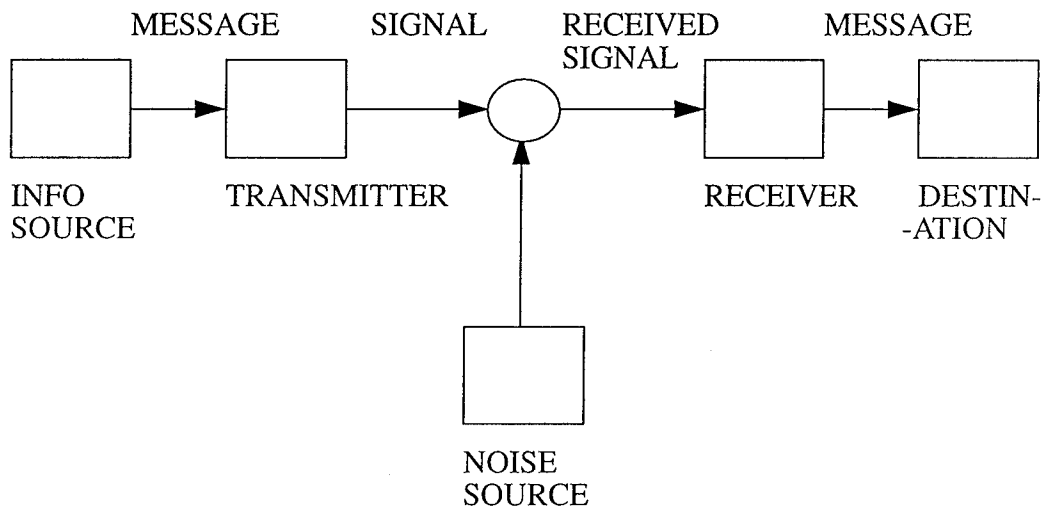 MESSAGE
SIGNAL
RECEIVED
SIGNAL
MESSAGE
INFO
SOURCE
TRANSMITTER
RECEIVER
DESTIN-
-ATION
NOISE
SOURCE